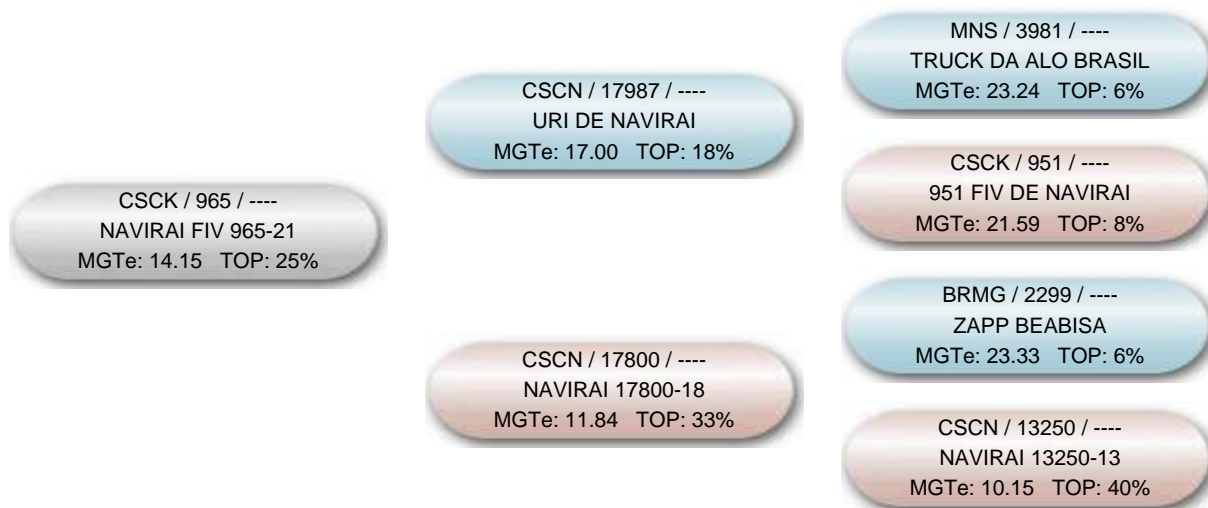 CSCK / 965 / ----
NAVIRAI FIV 965-21
MGTe: 14.15 TOP: 25%
CSCN / 17987 / ----
URI DE NAVIRAI
MGTe: 17.00 TOP: 18%
CSCN / 17800 / ----
NAVIRAI 17800-18
MGTe: 11.84 TOP: 33%
MNS / 3981 / ----
TRUCK DA ALO BRASIL
MGTe: 23.24 TOP: 6%
CSCK / 951 / ----
951 FIV DE NAVIRAI
MGTe: 21.59 TOP: 8%
BRMG / 2299 / ----
ZAPP BEABISA
MGTe: 23.33 TOP: 6%
CSCN / 13250 / ----
NAVIRAI 13250-13
MGTe: 10.15 TOP: 40%